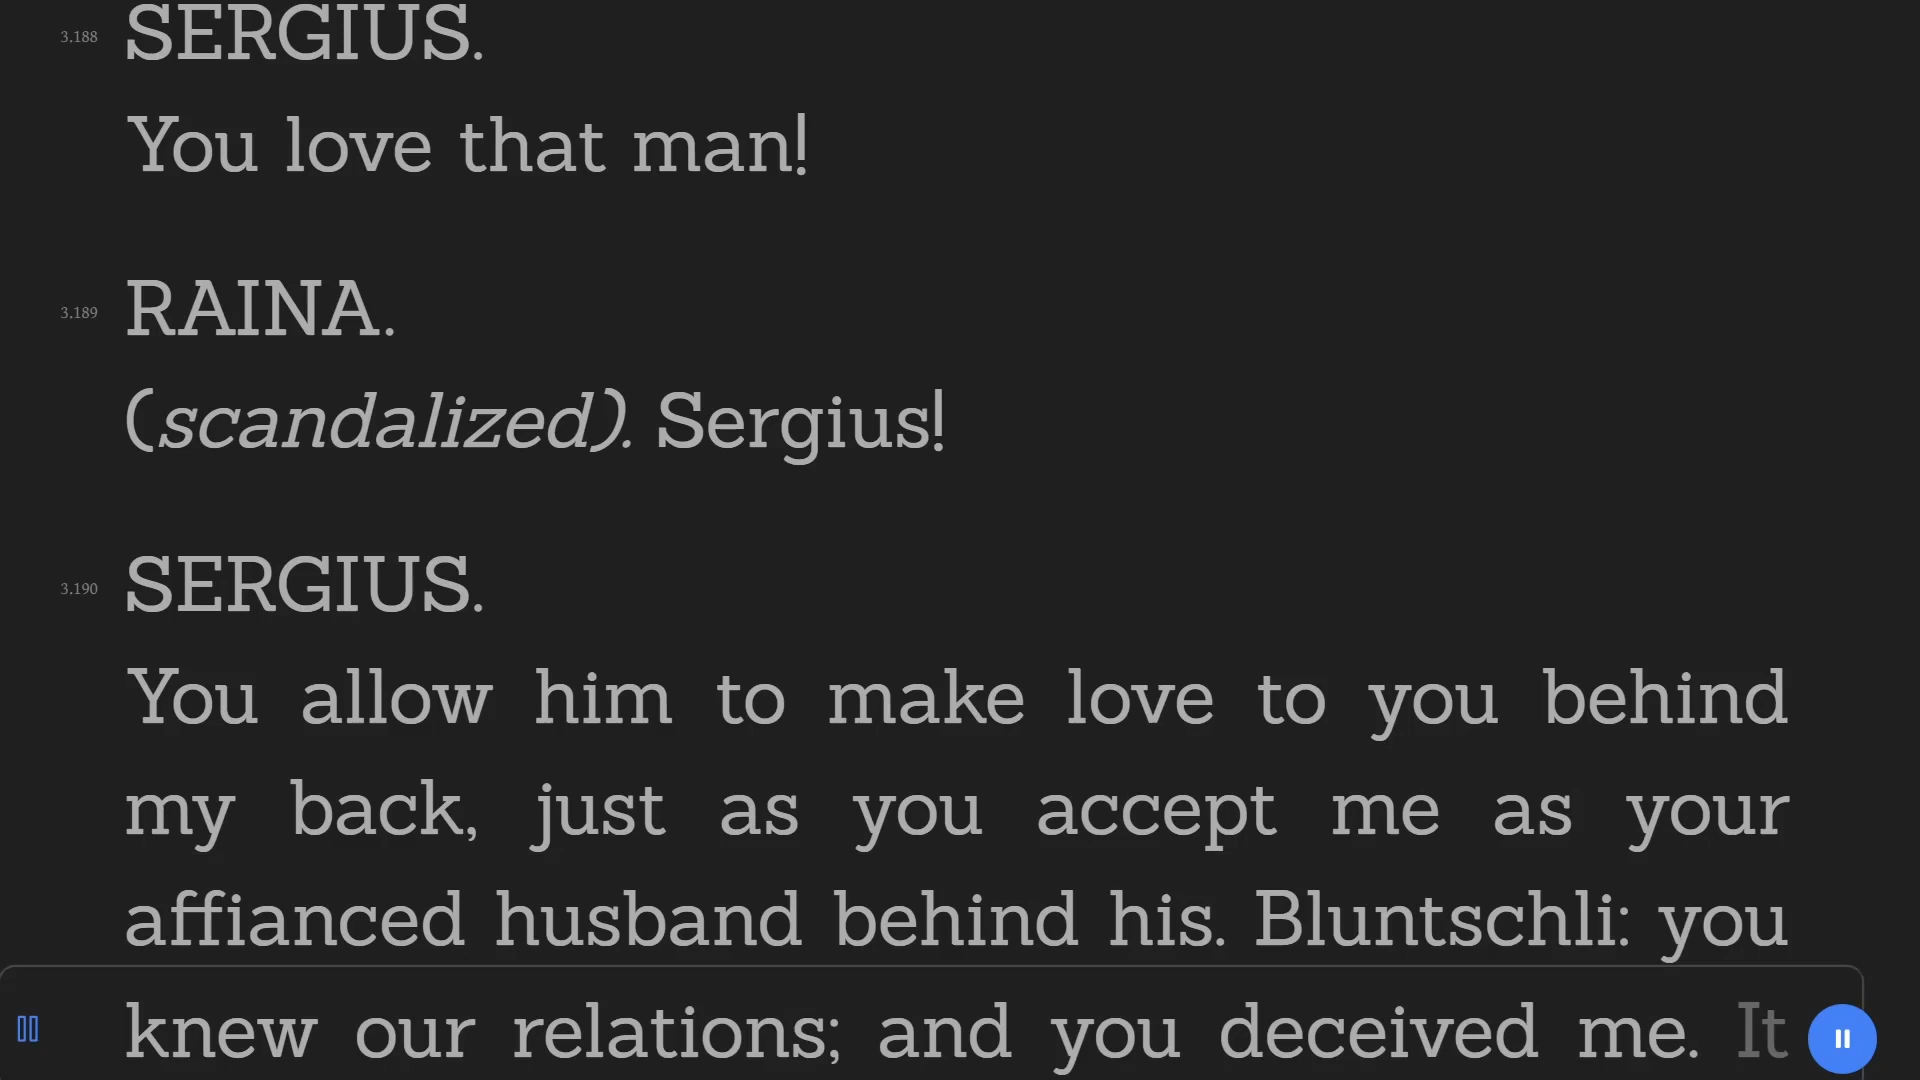 3.188 SERGIUS.
You love that man!
3.189 RAINA.
(scandalized). Sergius!
3.190 SERGIUS.
You allow him to make love to you behind
my back, just as you accept me as your
affianced husband behind his. Bluntschli: you
knew our relations; and you deceived me. It